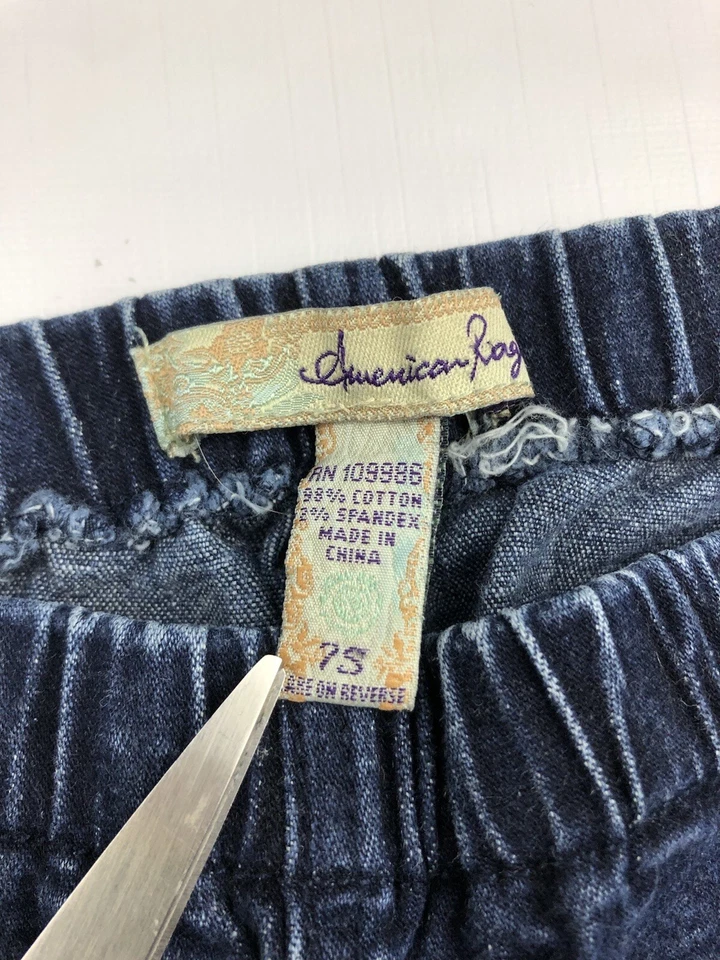 American Rag
RN 109986
98% COTTON
2% SPANDEX
MADE IN
CHINA
7S
CARE ON REVERSE